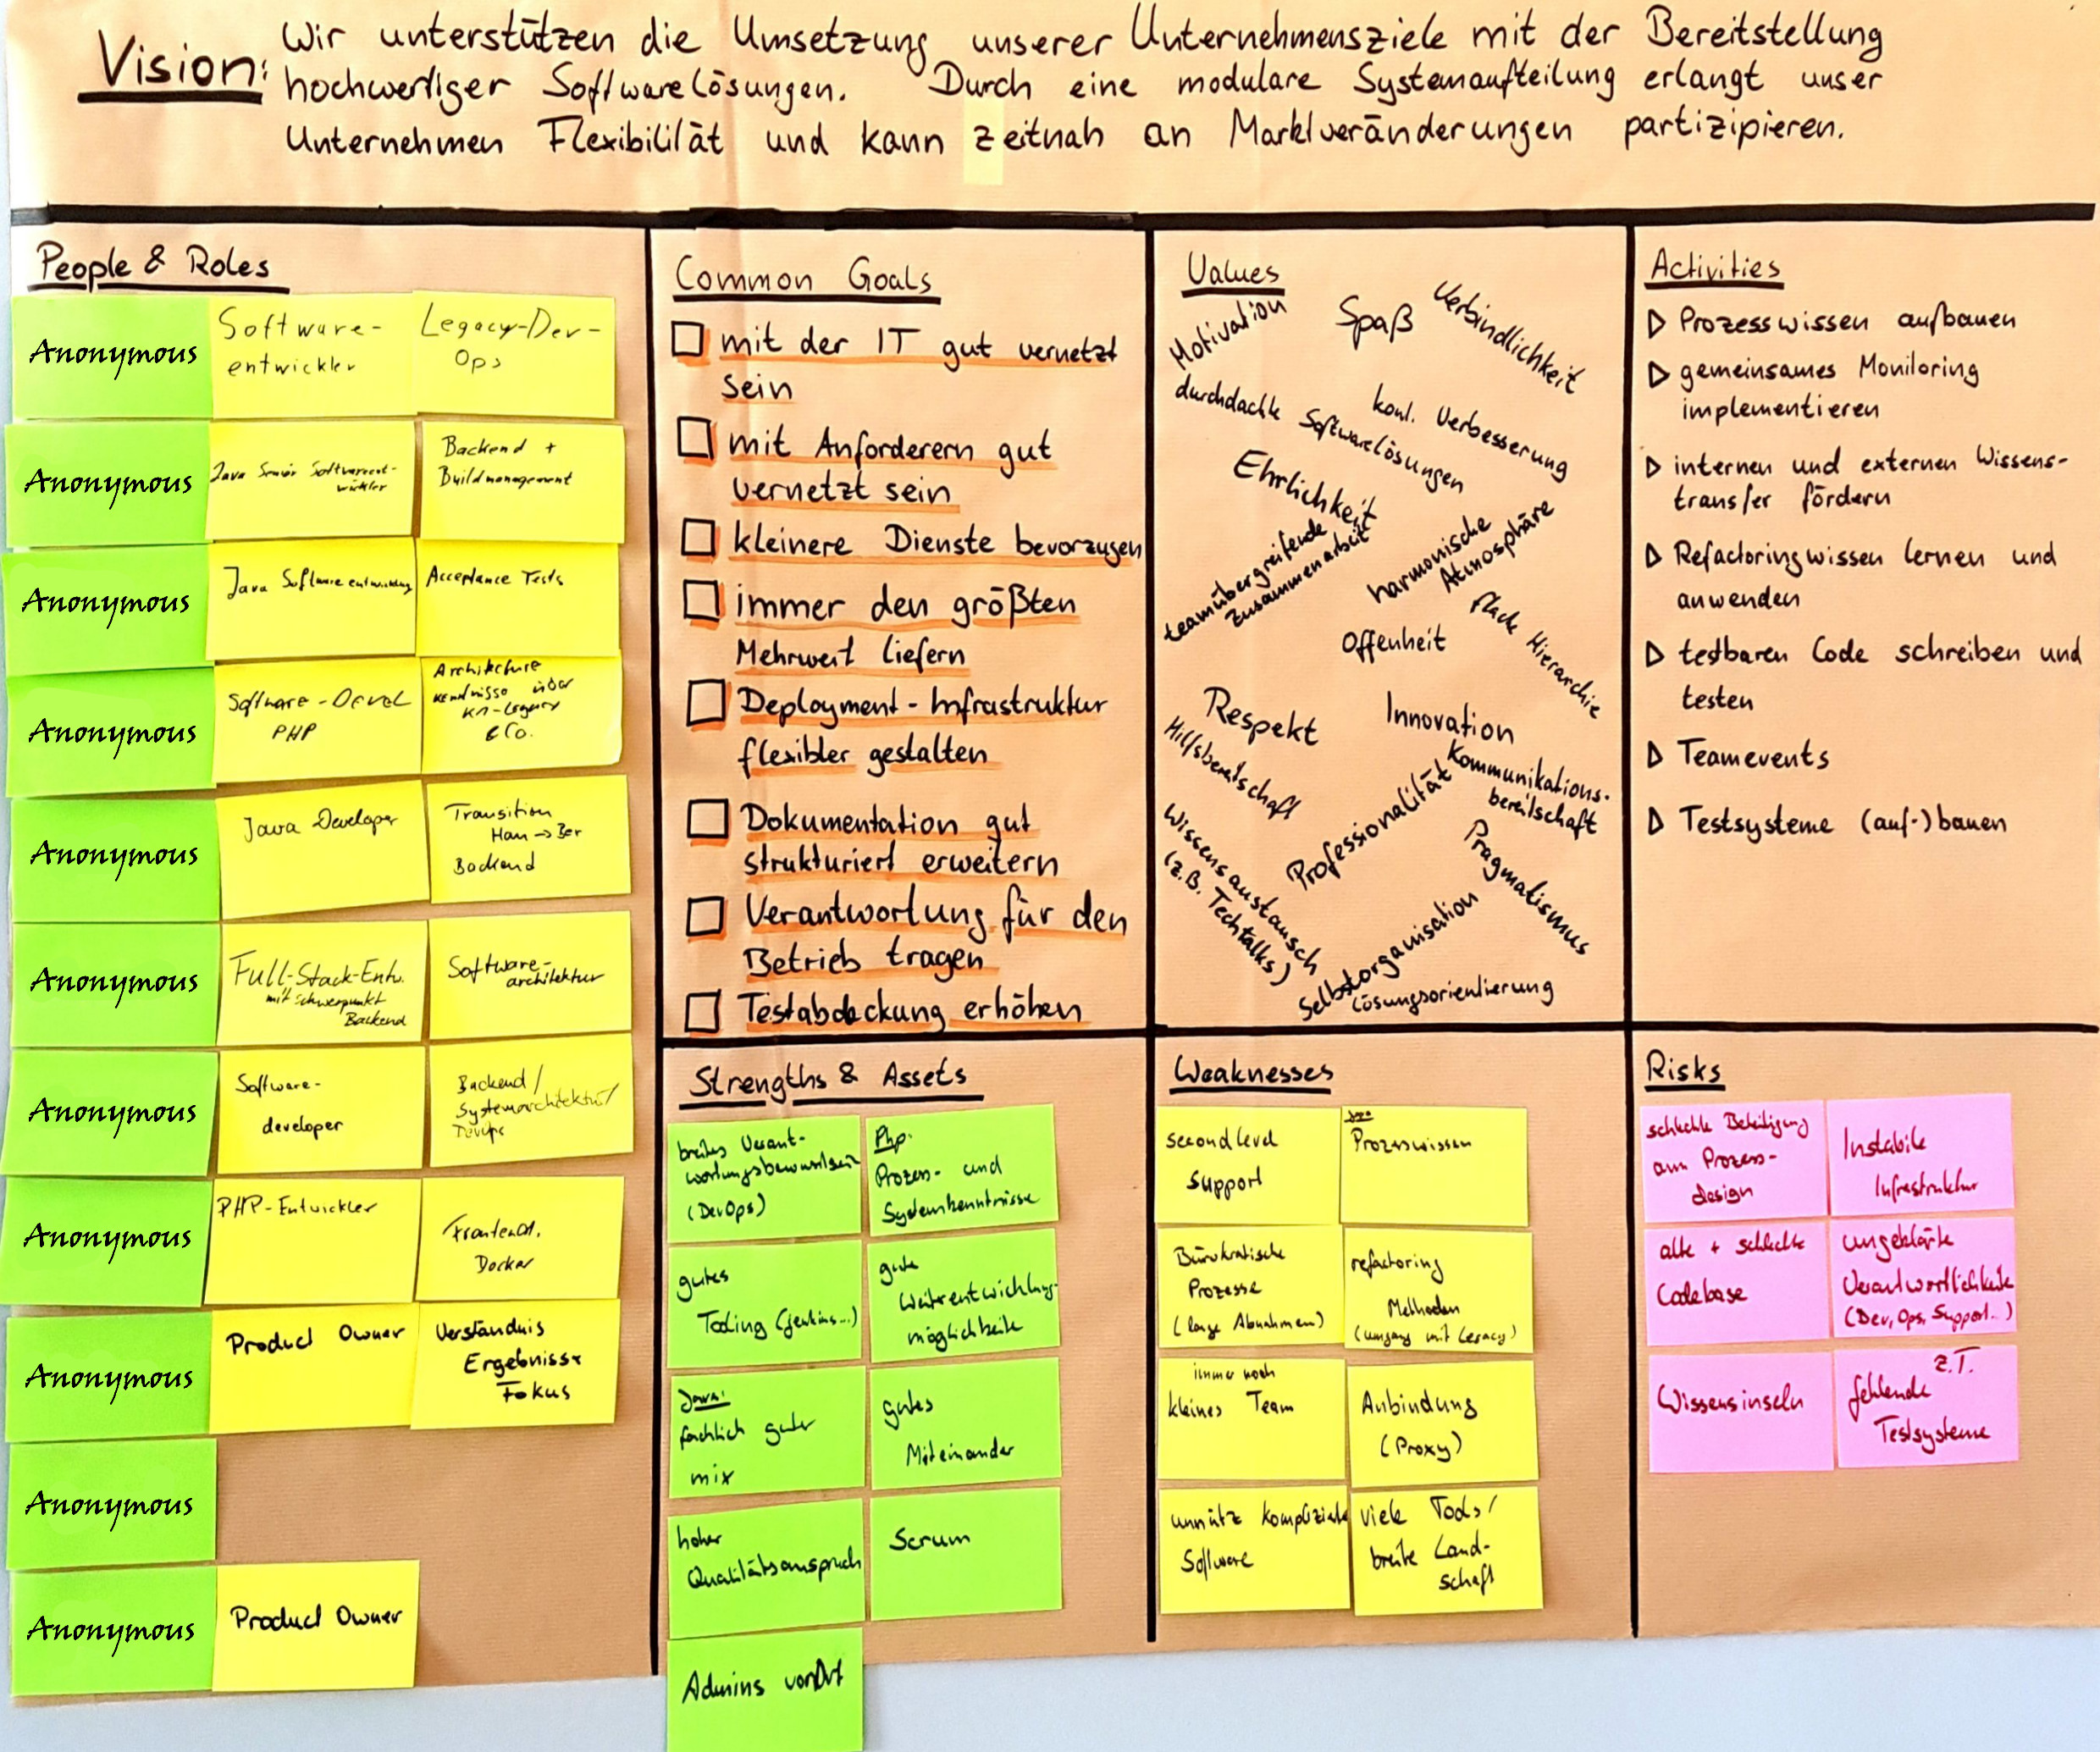 Vision:
Wir unterstützen die Umsetzung unserer Unternehmensziele mit der Bereitstellung
hochwertiger Softwarelösungen. Durch eine modulare Systemaufteilung erlangt unser
Unternehmen Flexibilität und kann zeitnah an Marktveränderungen partizipieren.
People & Roles
Anonymous
Software-
entwickler
Legacy-Dev-
Ops
Anonymous
Java Senior Softwareent-
wickler
Backend +
Buildmanagement
Anonymous
Java Softwareentwicklung
Acceptance Tests
Anonymous
Software-Devel
PHP
Architekture
kenntnisse über
-Legacy
& Co.
Anonymous
Java Developer
Transition
Ham → Ber
Backend
Anonymous
Full-Stack-Entw.
mit schwerpunkt
Backend
Software-
architektur
Anonymous
Software-
developer
Backend/
Systemarchitektur/
DevOps
Anonymous
PHP-Entwickler
Frontend,
Docker
Anonymous
Product Owner
Verständnis
Ergebnisse
Fokus
Anonymous
Anonymous
Product Owner
Common Goals
mit der IT gut vernetzt
sein
mit Anforderern gut
vernetzt sein
kleinere Dienste bevorzugen
immer den größten
Mehrwert liefern
Deployment-Infrastruktur
flexibler gestalten
Dokumentation gut
strukturiert erweitern
Verantwortung für den
Betrieb tragen
Testabdeckung erhöhen
Values
Motivation
Spaß
Verbindlichkeit
durchdachte Softwarelösungen
kont. Verbesserung
Ehrlichkeit
teamübergreifende
Zusammenarbeit
harmonische
Atmosphäre
flache Hierarchie
Offenheit
Respekt
Innovation
Hilfsbereitschaft
Kommunikations-
bereitschaft
Professionalität
Wissensaustausch
(z.B. Techtalks)
Pragmatismus
Selbstorganisation
Lösungsorientierung
Activities
Prozesswissen aufbauen
gemeinsames Monitoring
implementieren
internen und externen Wissens-
transfer fördern
Refactoringwissen lernen und
anwenden
testbaren Code schreiben und
testen
Teamevents
Testsysteme (auf-)bauen
Strengths & Assets
breites Verant-
wortungsbewusstsein
(DevOps)
Php:
Prozess- und
Systemkenntnisse
gutes
Tooling (jenkins...)
gute
Weiterentwicklungs-
möglichkeite
Java:
fachlich guter
mix
gutes
Miteinander
hoher
Qualitätsanspruch
Scrum
Admins vorOrt
Weaknesses
second level
Support
Prozesswissen
Bürokratische
Prozesse
(lange Abnahmen)
refactoring
Methoden
(umgang mit Legacy)
immer noch
kleines Team
Anbindung
(Proxy)
unnütz komplizierte
Software
viele Tools/
breite Land-
schaft
Risks
schlechte Beteiligung
am Prozess-
design
Instabile
Infrastruktur
alte + schlechte
Codebase
ungeklärte
Verantwortlichkeite
(Dev, Ops, Support..)
Wissensinseln
z.T.
fehlende
Testsysteme